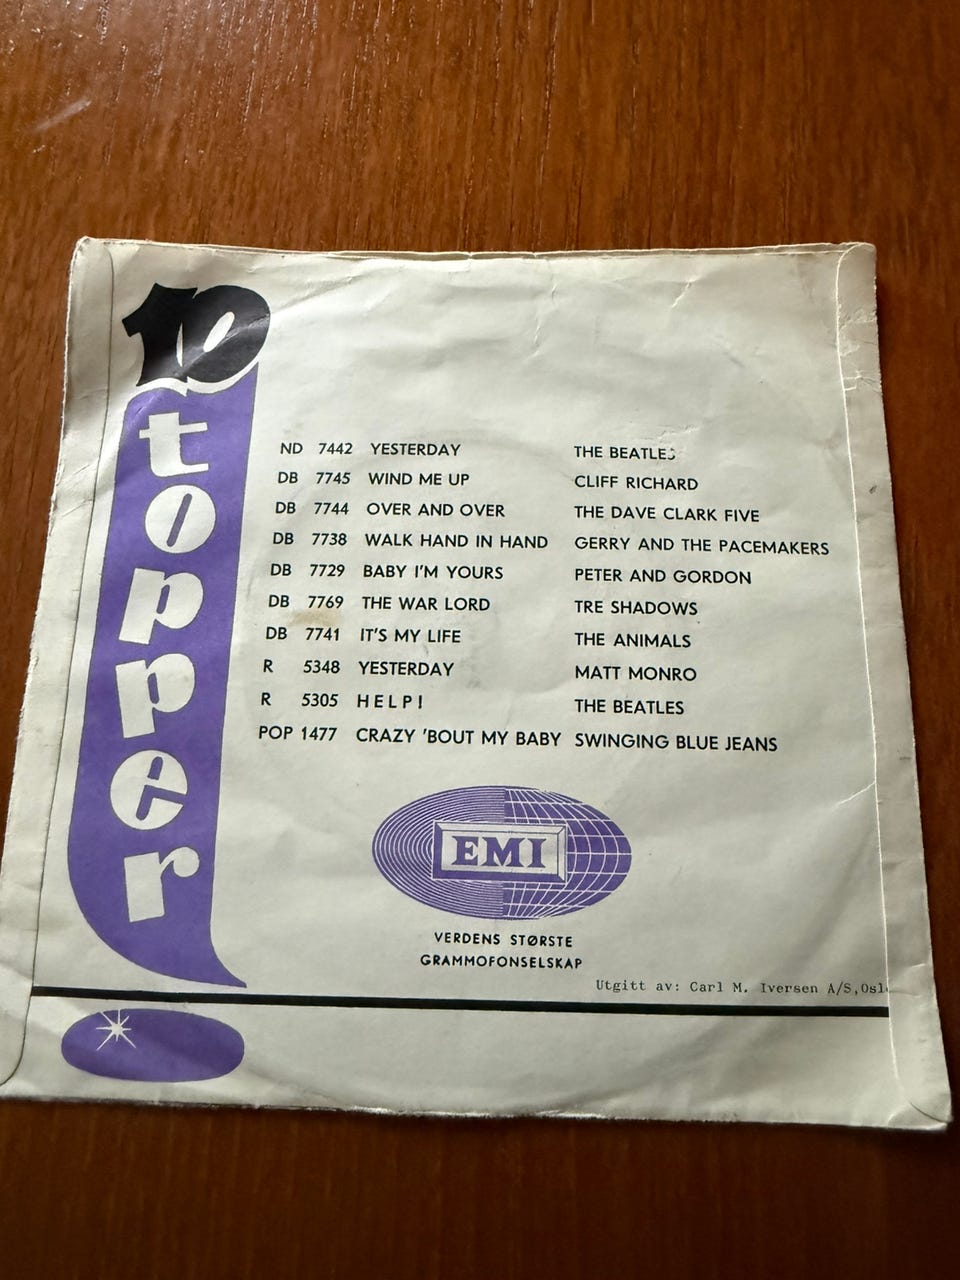 10
topper
ND 7442 YESTERDAY THE BEATLES
DB 7745 WIND ME UP CLIFF RICHARD
DB 7744 OVER AND OVER THE DAVE CLARK FIVE
DB 7738 WALK HAND IN HAND GERRY AND THE PACEMAKERS
DB 7729 BABY I'M YOURS PETER AND GORDON
DB 7769 THE WAR LORD TRE SHADOWS
DB 7741 IT'S MY LIFE THE ANIMALS
R 5348 YESTERDAY MATT MONRO
R 5305 HELP! THE BEATLES
POP 1477 CRAZY 'BOUT MY BABY SWINGING BLUE JEANS
EMI
VERDENS STØRSTE
GRAMMOFONSELSKAP
Utgitt av: Carl M. Iversen A/S, Osl